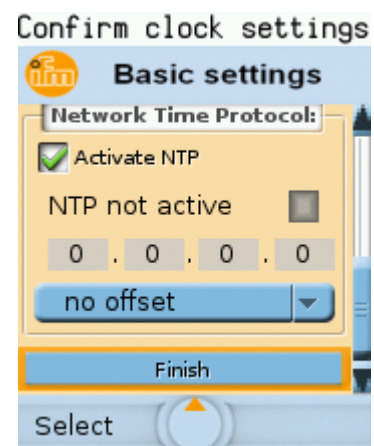 Confirm clock settings
ifm Basic settings
Network Time Protocol:
Activate NTP
NTP not active
0 . 0 . 0 . 0
no offset
Finish
Select